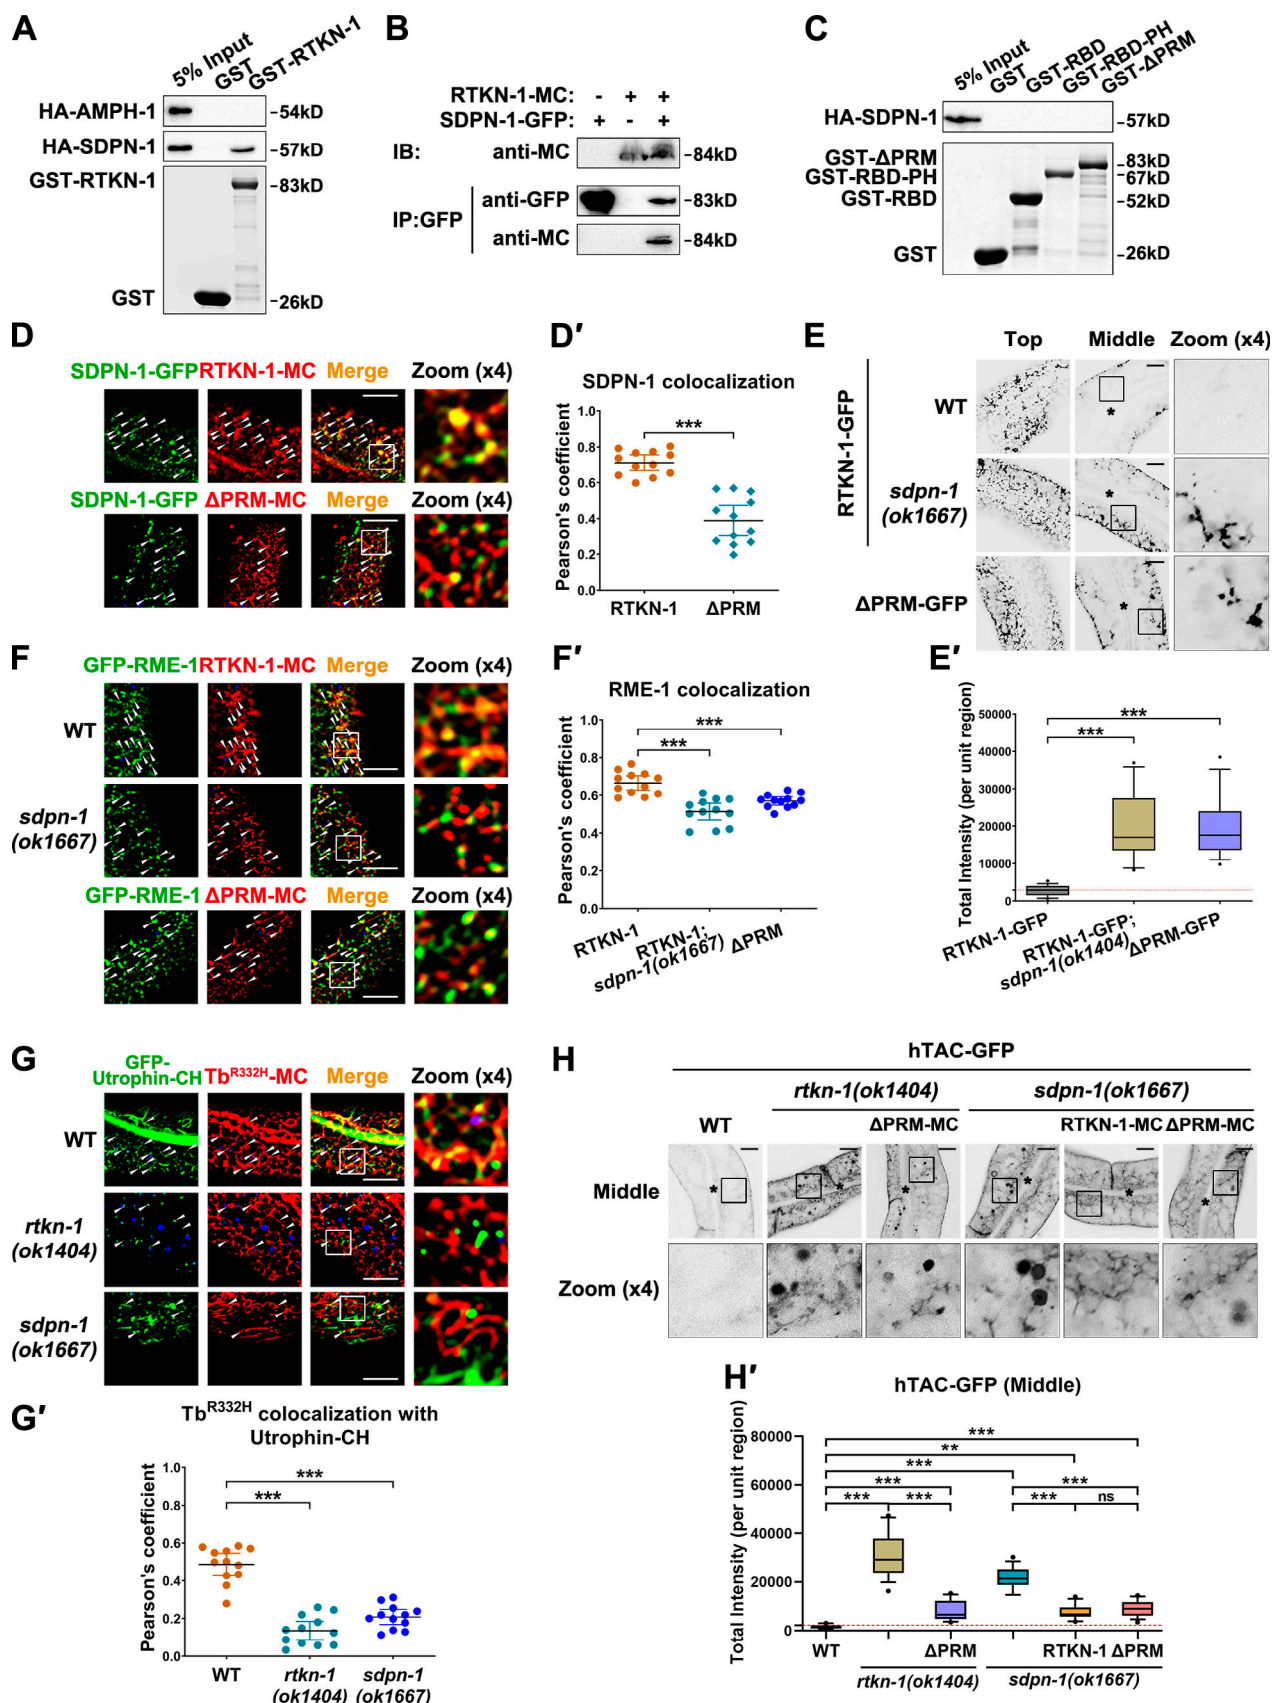 A
5% Input
GST
GST-RTKN-1
HA-AMPH-1
-54kD
HA-SDPN-1
-57kD
GST-RTKN-1
-83kD
GST
-26kD
B
RTKN-1-MC: - + +
SDPN-1-GFP: + - +
IB:
anti-MC
-84kD
IP:GFP
anti-GFP
-83kD
anti-MC
-84kD
C
5% Input
GST
GST-RBD
GST-RBD-PH
GST-ΔPRM
HA-SDPN-1
-57kD
GST-ΔPRM
-83kD
GST-RBD-PH
-67kD
GST-RBD
-52kD
GST
-26kD
D
SDPN-1-GFP RTKN-1-MC Merge Zoom (x4)
SDPN-1-GFP ΔPRM-MC Merge Zoom (x4)
D′
SDPN-1 colocalization
Pearson's coefficient
1.0
0.8
0.6
0.4
0.2
0.0
***
RTKN-1 ΔPRM
E
Top Middle Zoom (x4)
RTKN-1-GFP
WT
*
sdpn-1
(ok1667)
*
ΔPRM-GFP
*
E′
Total Intensity (per unit region)
50000
40000
30000
20000
10000
0
***
***
RTKN-1-GFP
RTKN-1-GFP;
sdpn-1(ok1404)
ΔPRM-GFP
F
GFP-RME-1 RTKN-1-MC Merge Zoom (x4)
WT
sdpn-1
(ok1667)
GFP-RME-1 ΔPRM-MC Merge Zoom (x4)
F′
RME-1 colocalization
Pearson's coefficient
1.0
0.8
0.6
0.4
0.2
0.0
***
***
RTKN-1
RTKN-1;
sdpn-1(ok1667)
ΔPRM
G
GFP-
Utrophin-CH Tb^R332H-MC Merge Zoom (x4)
WT
rtkn-1
(ok1404)
sdpn-1
(ok1667)
G′
Tb^R332H colocalization with
Utrophin-CH
Pearson's coefficient
1.0
0.8
0.6
0.4
0.2
0.0
***
***
WT
rtkn-1
(ok1404)
sdpn-1
(ok1667)
H
hTAC-GFP
rtkn-1(ok1404) sdpn-1(ok1667)
WT ΔPRM-MC RTKN-1-MC ΔPRM-MC
Middle
* * * * * *
Zoom (x4)
H′
hTAC-GFP (Middle)
Total Intensity (per unit region)
80000
60000
40000
20000
0
***
**
***
*** ***
*** *** *** ns
WT ΔPRM RTKN-1 ΔPRM
rtkn-1(ok1404) sdpn-1(ok1667)